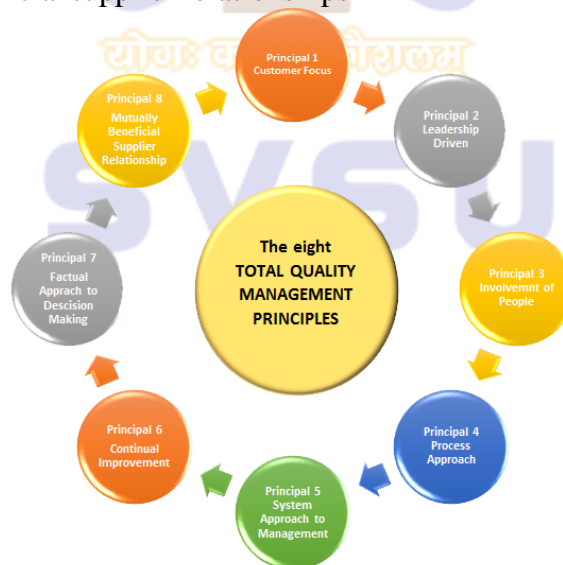 योगः
Principal 1
Customer Focus
Principal 2
Leadership
Driven
Principal 3
Involvemnt of
People
Principal 4
Process
Approach
Principal 5
System
Approach to
Management
Principal 6
Continual
Improvement
Principal 7
Factual
Apprach to
Descision
Making
Principal 8
Mutually
Beneficial
Supplier
Relationship
The eight
TOTAL QUALITY
MANAGEMENT
PRINCIPLES
SVSU